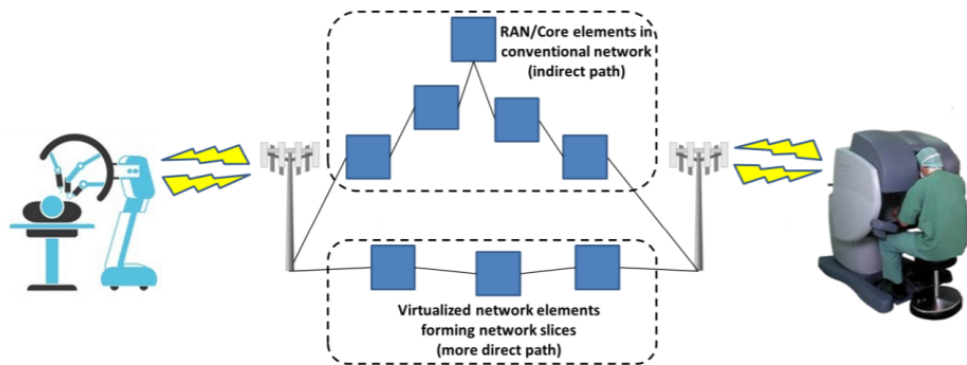 RAN/Core elements in
conventional network
(indirect path)
Virtualized network elements
forming network slices
(more direct path)